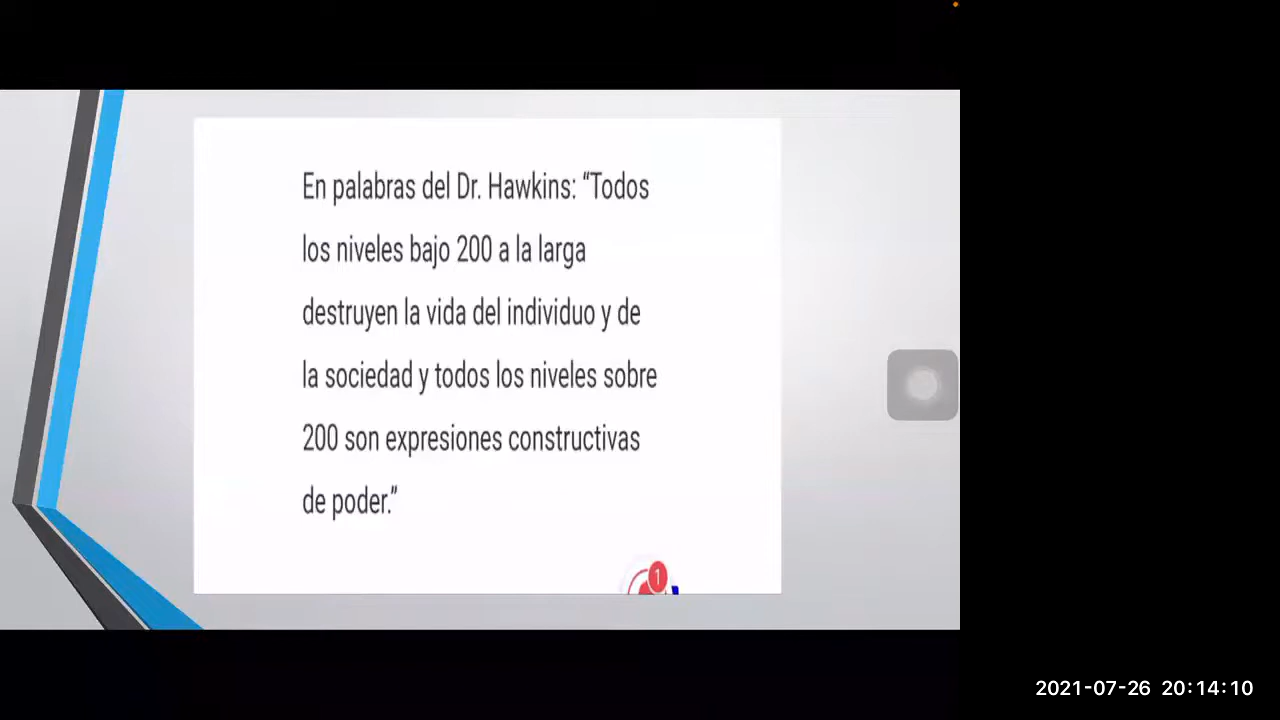 En palabras del Dr. Hawkins: “Todos
los niveles bajo 200 a la larga
destruyen la vida del individuo y de
la sociedad y todos los niveles sobre
200 son expresiones constructivas
de poder.”
1
2021-07-26 20:14:10